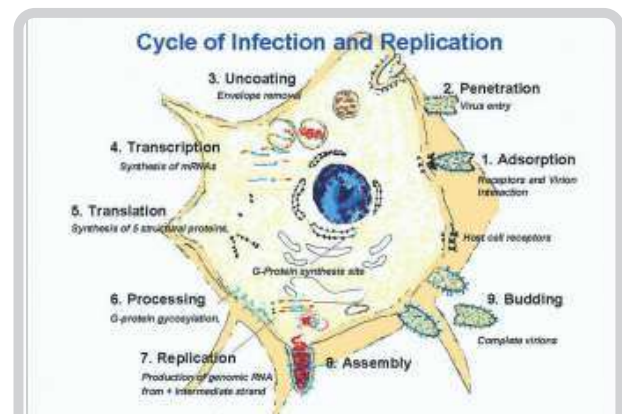 Cycle of Infection and Replication
3. Uncoating
Envelope removal
2. Penetration
Virus entry
4. Transcription
Synthesis of mRNAs
1. Adsorption
Receptors and Virion
Interaction
5. Translation
Synthesis of 5 structural proteins,
Host cell receptors
G-Protein synthesis site
6. Processing
G-protein gycosylation,
9. Budding
Complete virions
7. Replication
Production of genomic RNA
from + intermediate strand
8. Assembly